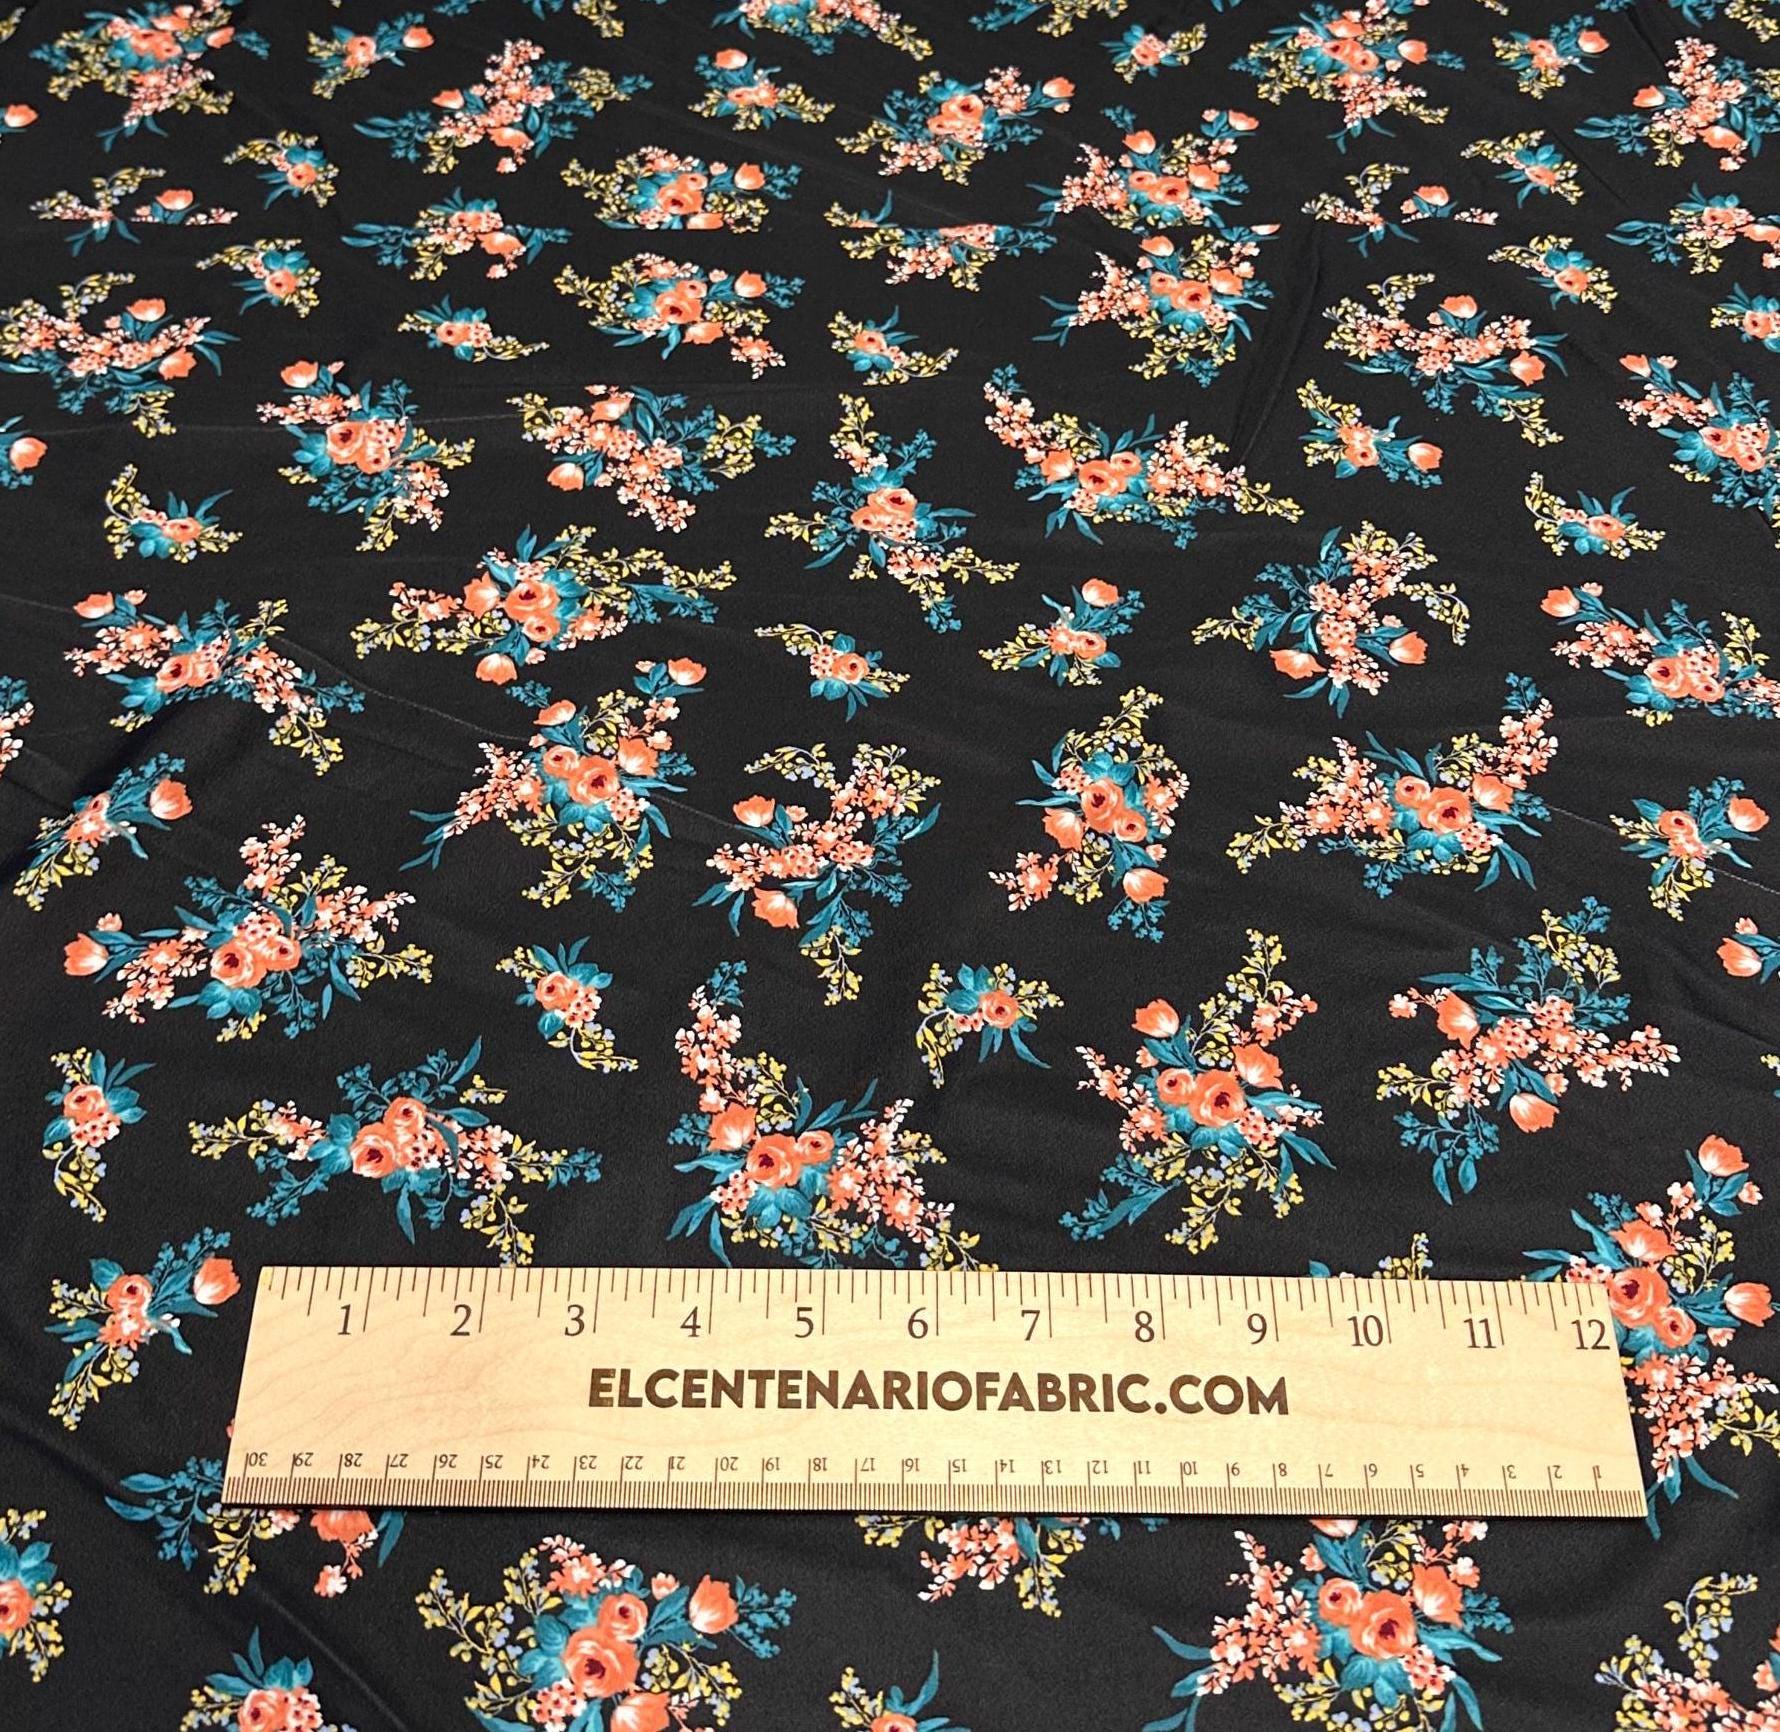 1 2 3 4 5 6 7 8 9 10 11 12
ELCENTENARIOFABRIC.COM
30 29 28 27 26 25 24 23 22 21 20 19 18 17 16 15 14 13 12 11 10 9 8 7 6 5 4 3 2 1